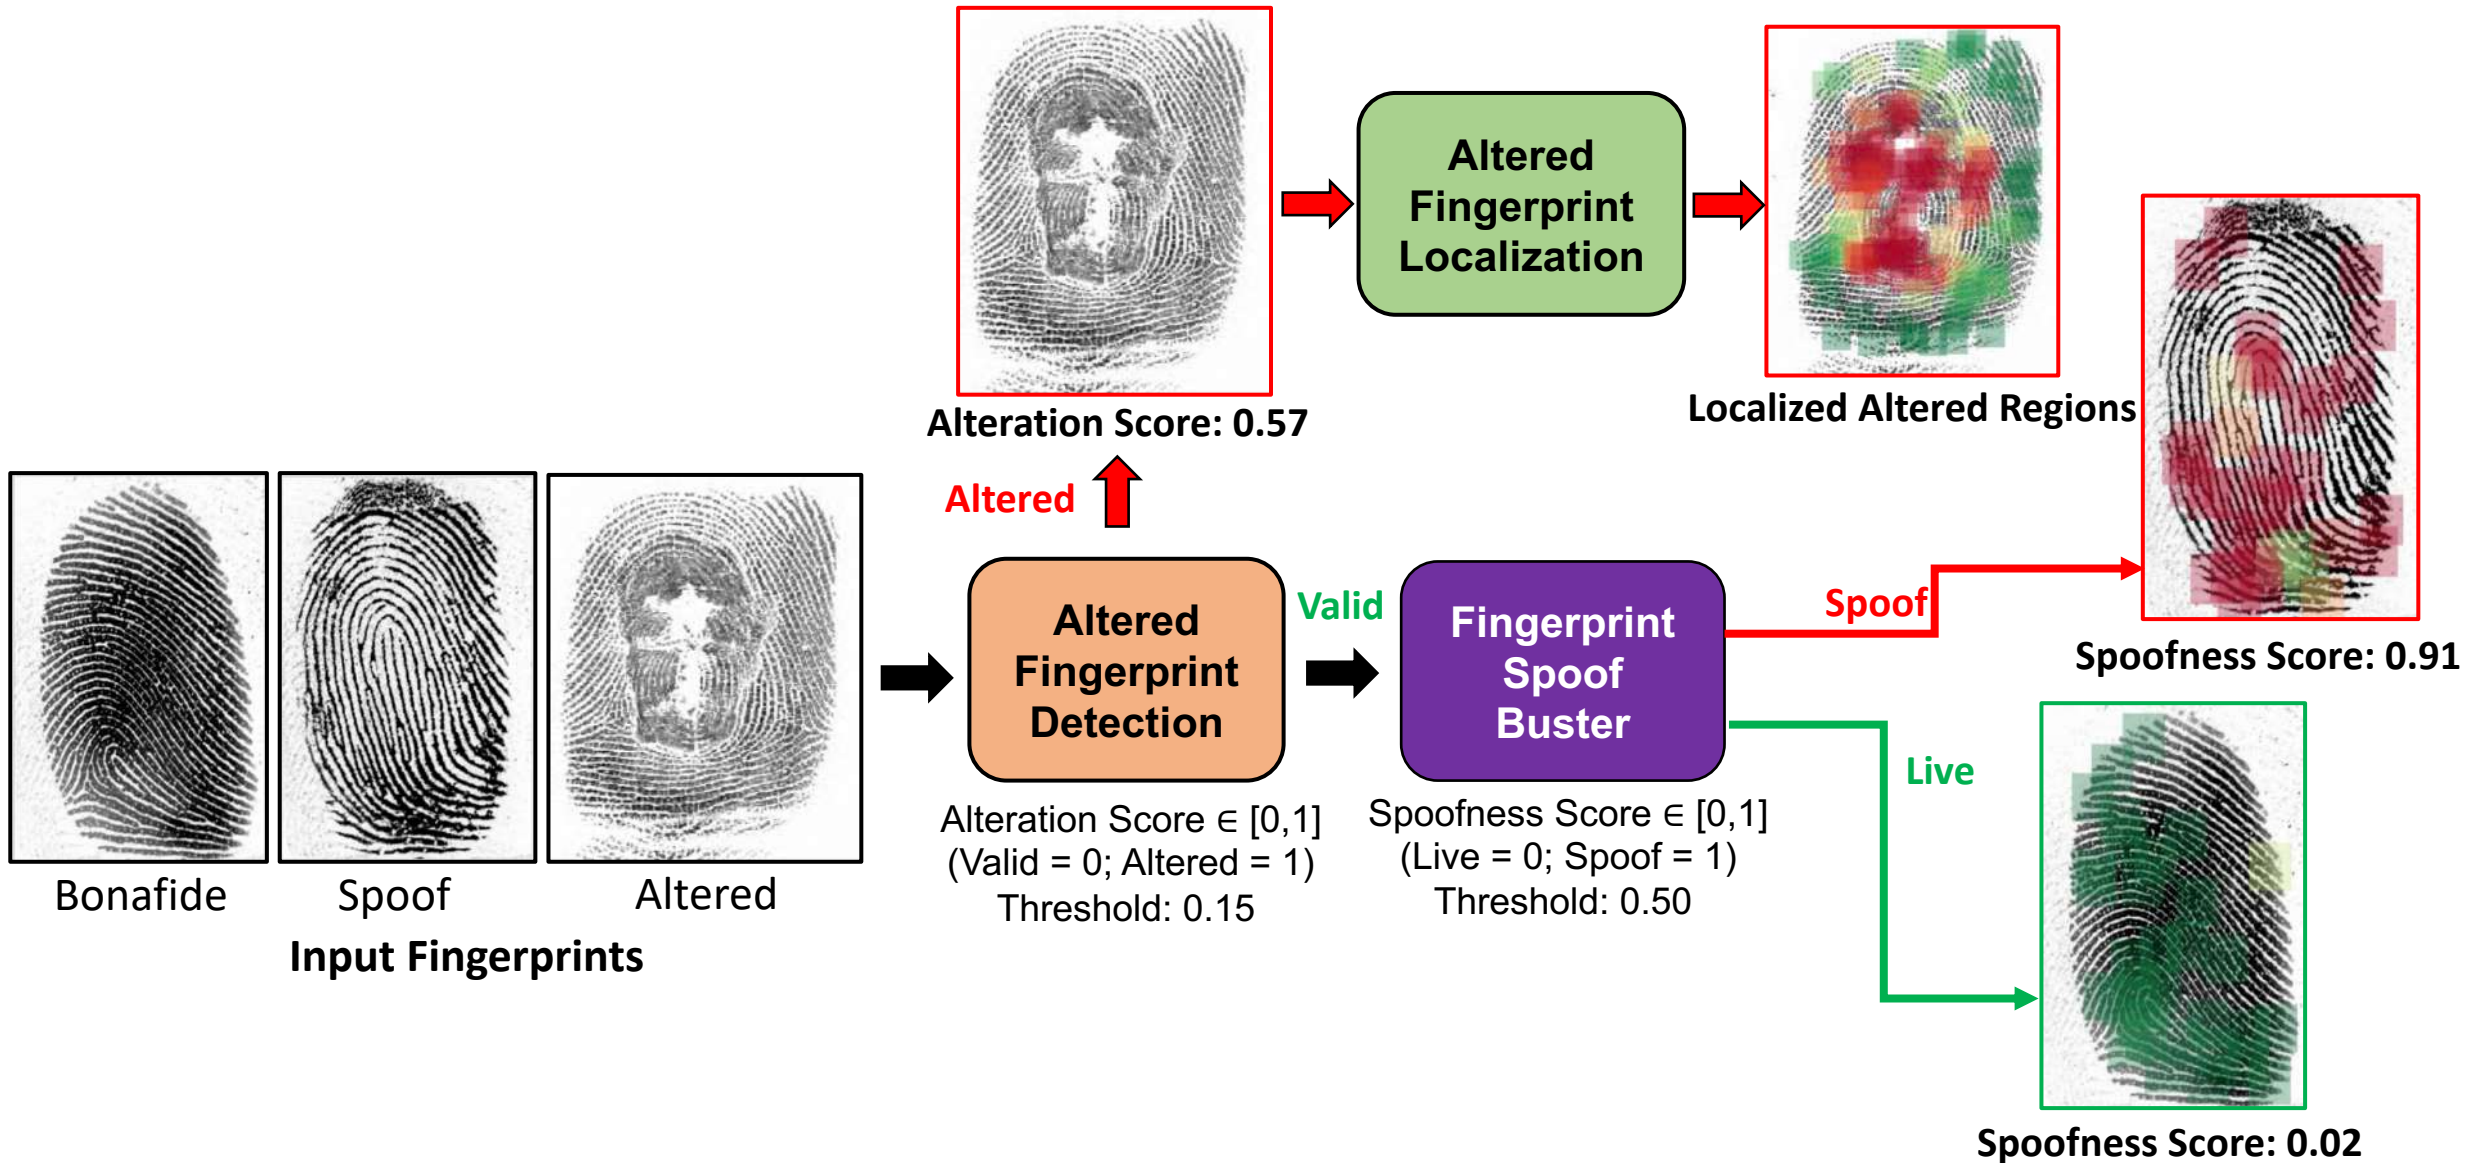 Altered
Fingerprint
Localization
Alteration Score: 0.57
Localized Altered Regions
Altered
Bonafide
Spoof
Altered
Input Fingerprints
Altered
Fingerprint
Detection
Alteration Score ∈ [0,1]
(Valid = 0; Altered = 1)
Threshold: 0.15
Valid
Fingerprint
Spoof
Buster
Spoofness Score ∈ [0,1]
(Live = 0; Spoof = 1)
Threshold: 0.50
Spoof
Spoofness Score: 0.91
Live
Spoofness Score: 0.02